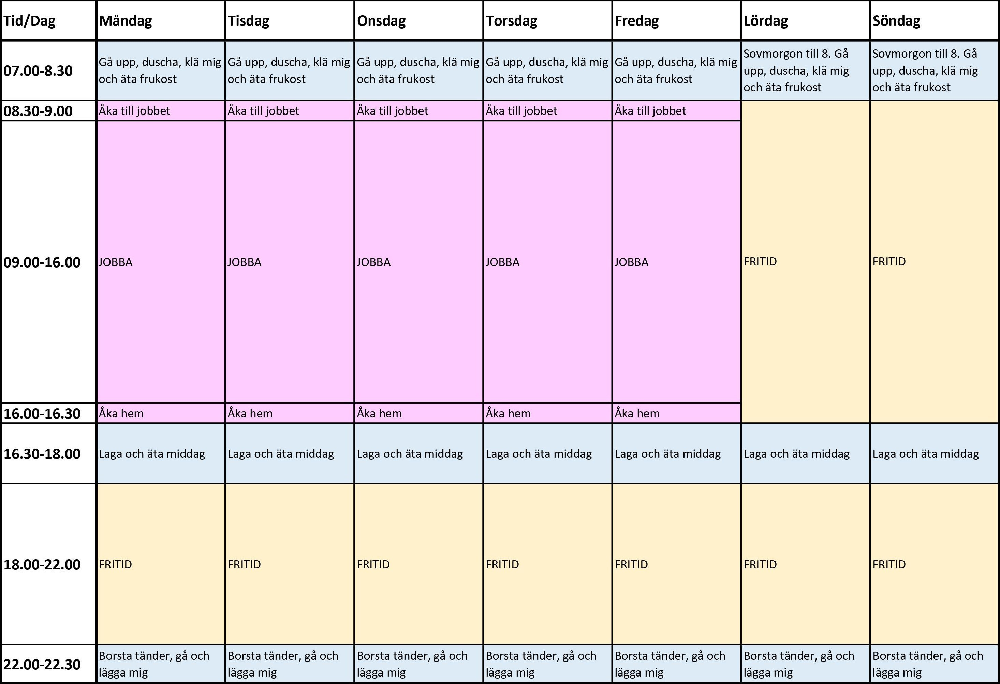 Tid/Dag Måndag Tisdag Onsdag Torsdag Fredag Lördag Söndag
07.00-8.30
Gå upp, duscha, klä mig
och äta frukost
Gå upp, duscha, klä mig
och äta frukost
Gå upp, duscha, klä mig
och äta frukost
Gå upp, duscha, klä mig
och äta frukost
Gå upp, duscha, klä mig
och äta frukost
Sovmorgon till 8. Gå
upp, duscha, klä mig
och äta frukost
Sovmorgon till 8. Gå
upp, duscha, klä mig
och äta frukost
08.30-9.00 Åka till jobbet Åka till jobbet Åka till jobbet Åka till jobbet Åka till jobbet
09.00-16.00 JOBBA JOBBA JOBBA JOBBA JOBBA FRITID FRITID
16.00-16.30 Åka hem Åka hem Åka hem Åka hem Åka hem
16.30-18.00 Laga och äta middag Laga och äta middag Laga och äta middag Laga och äta middag Laga och äta middag Laga och äta middag Laga och äta middag
18.00-22.00 FRITID FRITID FRITID FRITID FRITID FRITID FRITID
22.00-22.30
Borsta tänder, gå och
lägga mig
Borsta tänder, gå och
lägga mig
Borsta tänder, gå och
lägga mig
Borsta tänder, gå och
lägga mig
Borsta tänder, gå och
lägga mig
Borsta tänder, gå och
lägga mig
Borsta tänder, gå och
lägga mig